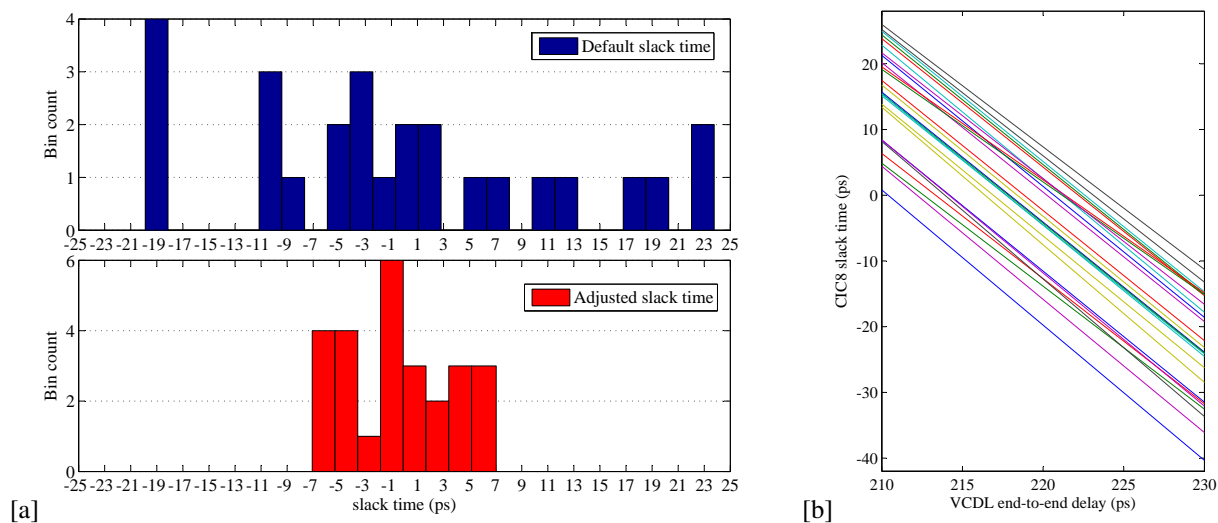 4
3
2
1
0
Bin count
Default slack time
-25 -23 -21 -19 -17 -15 -13 -11 -9 -7 -5 -3 -1 1 3 5 7 9 11 13 15 17 19 21 23 25
6
4
2
0
Bin count
Adjusted slack time
-25 -23 -21 -19 -17 -15 -13 -11 -9 -7 -5 -3 -1 1 3 5 7 9 11 13 15 17 19 21 23 25
slack time (ps)
[a]
20
10
0
-10
-20
-30
-40
CIC8 slack time (ps)
210 215 220 225 230
VCDL end-to-end delay (ps)
[b]